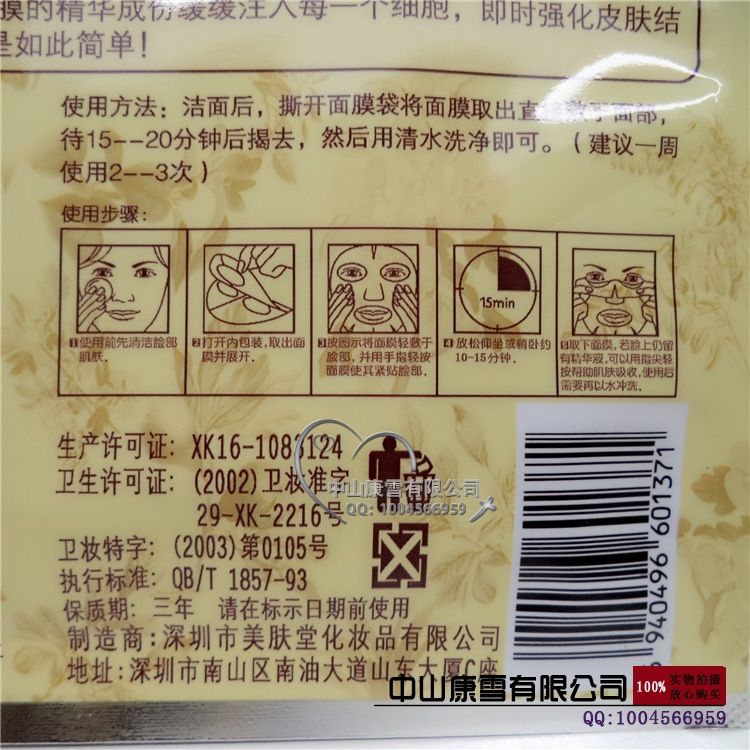 膜的精华成份缓缓注入每一个细胞，即时强化皮肤结
是如此简单！
使用方法：洁面后，撕开面膜袋将面膜取出直接敷于面部，
待15--20分钟后揭去，然后用清水洗净即可。（建议一周
使用2--3次）
使用步骤：
1使用前先清洁脸部
肌肤.
2打开内包装，取出面
膜并展开.
3按图示将面膜轻敷于
脸部，并用手指轻按
面膜使其紧贴脸部.
15min
4放松仰坐或躺卧约
10-15分钟.
5取下面膜，若脸上仍留
有精华液，可以用指尖轻
按帮助肌肤吸收，使用后
需要再以水冲洗.
生产许可证：XK16-1083124
卫生许可证：(2002)卫妆准字
29-XK-2216号
卫妆特字：(2003)第0105号
执行标准：QB/T 1857-93
保质期：三年 请在标示日期前使用
制造商：深圳市美肤堂化妆品有限公司
地址：深圳市南山区南油大道山东大厦C座
940496 601371
中山康雪有限公司
QQ: 1004566959
中山康雪有限公司
100% 实物拍摄
放心购买
QQ:1004566959